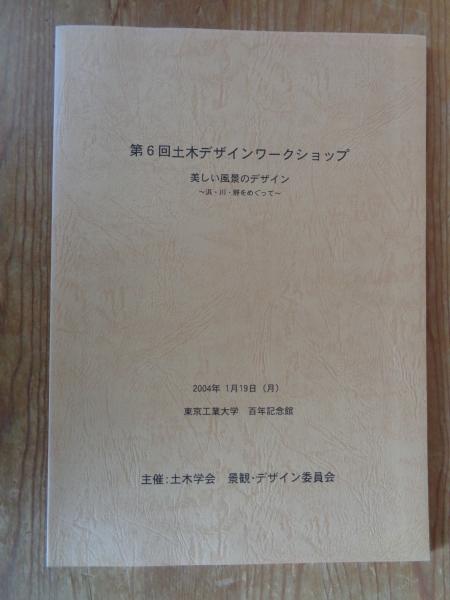 第6回土木デザインワークショップ
美しい風景のデザイン
～浜・川・野をめぐって～
2004年 1月19日（月）
東京工業大学 百年記念館
主催：土木学会 景観・デザイン委員会